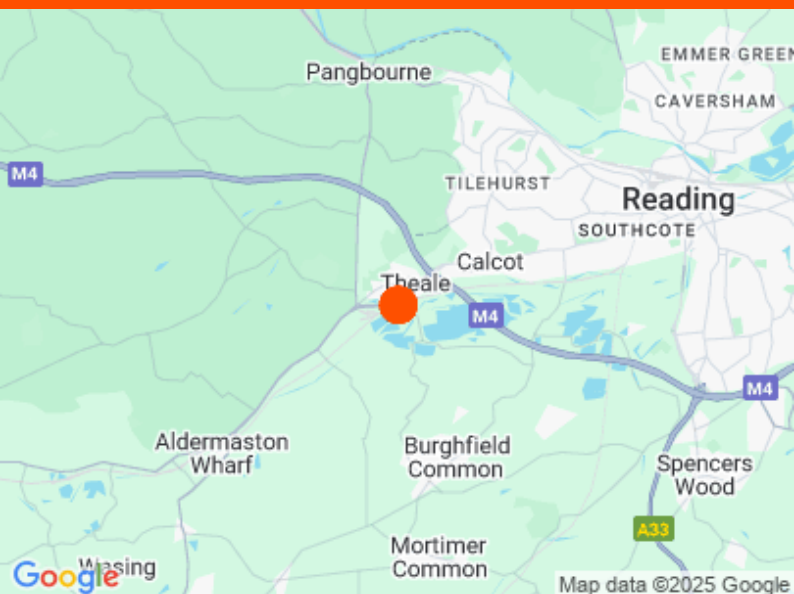 EMMER GREEN
Pangbourne
CAVERSHAM
M4
TILEHURST
Reading
SOUTHCOTE
Calcot
Theale
M4
M4
Aldermaston
Wharf
Burghfield
Common
Spencers
Wood
A33
Mortimer
Common
Google
Wasing
Map data ©2025 Google